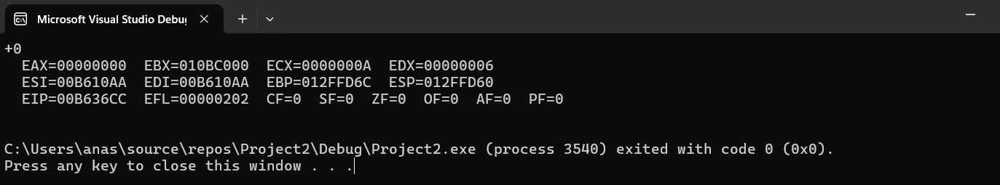 Microsoft Visual Studio Debu
+0
EAX=00000000 EBX=010BC000 ECX=0000000A EDX=00000006
ESI=00B610AA EDI=00B610AA EBP=012FFD6C ESP=012FFD60
EIP=00B636CC EFL=00000202 CF=0 SF=0 ZF=0 OF=0 AF=0 PF=0
C:\Users\anas\source\repos\Project2\Debug\Project2.exe (process 3540) exited with code 0 (0x0).
Press any key to close this window . . .